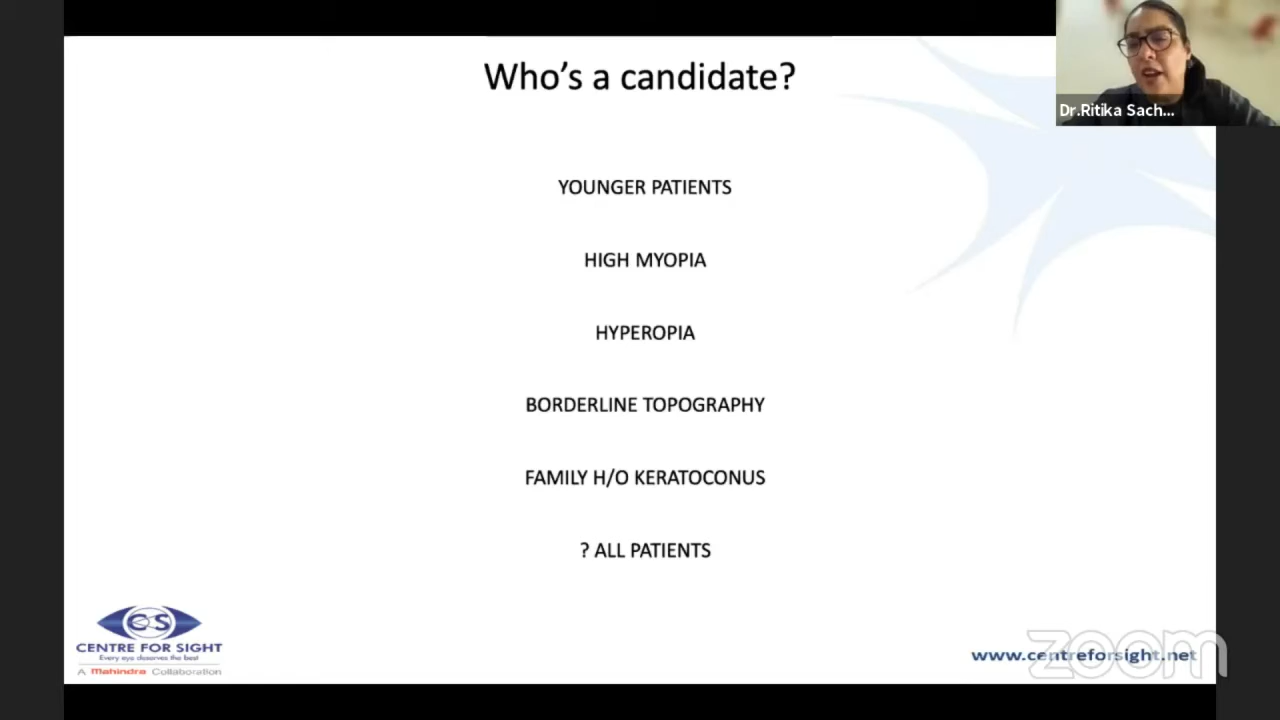 Who's a candidate?
Dr.Ritika Sach...
YOUNGER PATIENTS
HIGH MYOPIA
HYPEROPIA
BORDERLINE TOPOGRAPHY
FAMILY H/O KERATOCONUS
? ALL PATIENTS
CFS
CENTRE FOR SIGHT
Every eye deserves the best
A Mahindra Collaboration
www.centreforsight.net
zoom